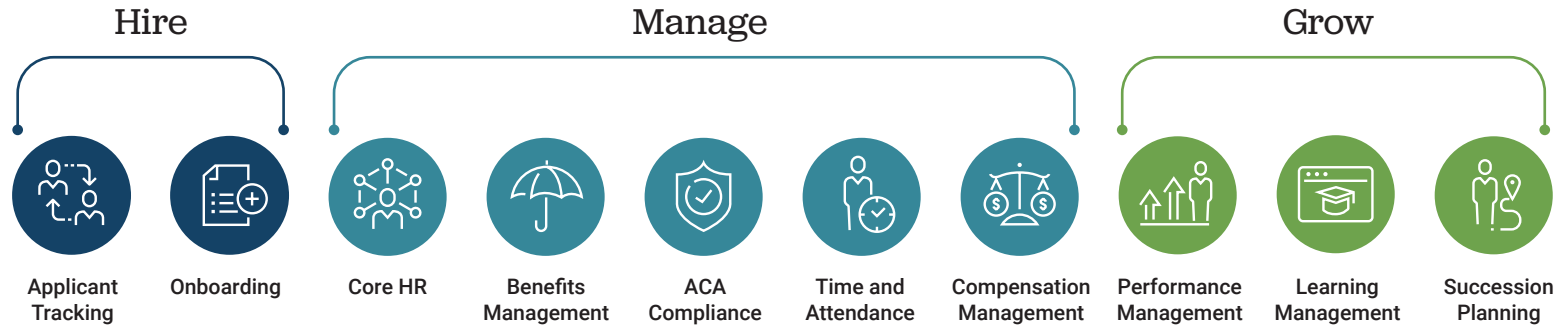 Hire
Manage
Grow
$
$
Applicant
Tracking
Onboarding
Core HR
Benefits
Management
ACA
Compliance
Time and
Attendance
Compensation
Management
Performance
Management
Learning
Management
Succession
Planning